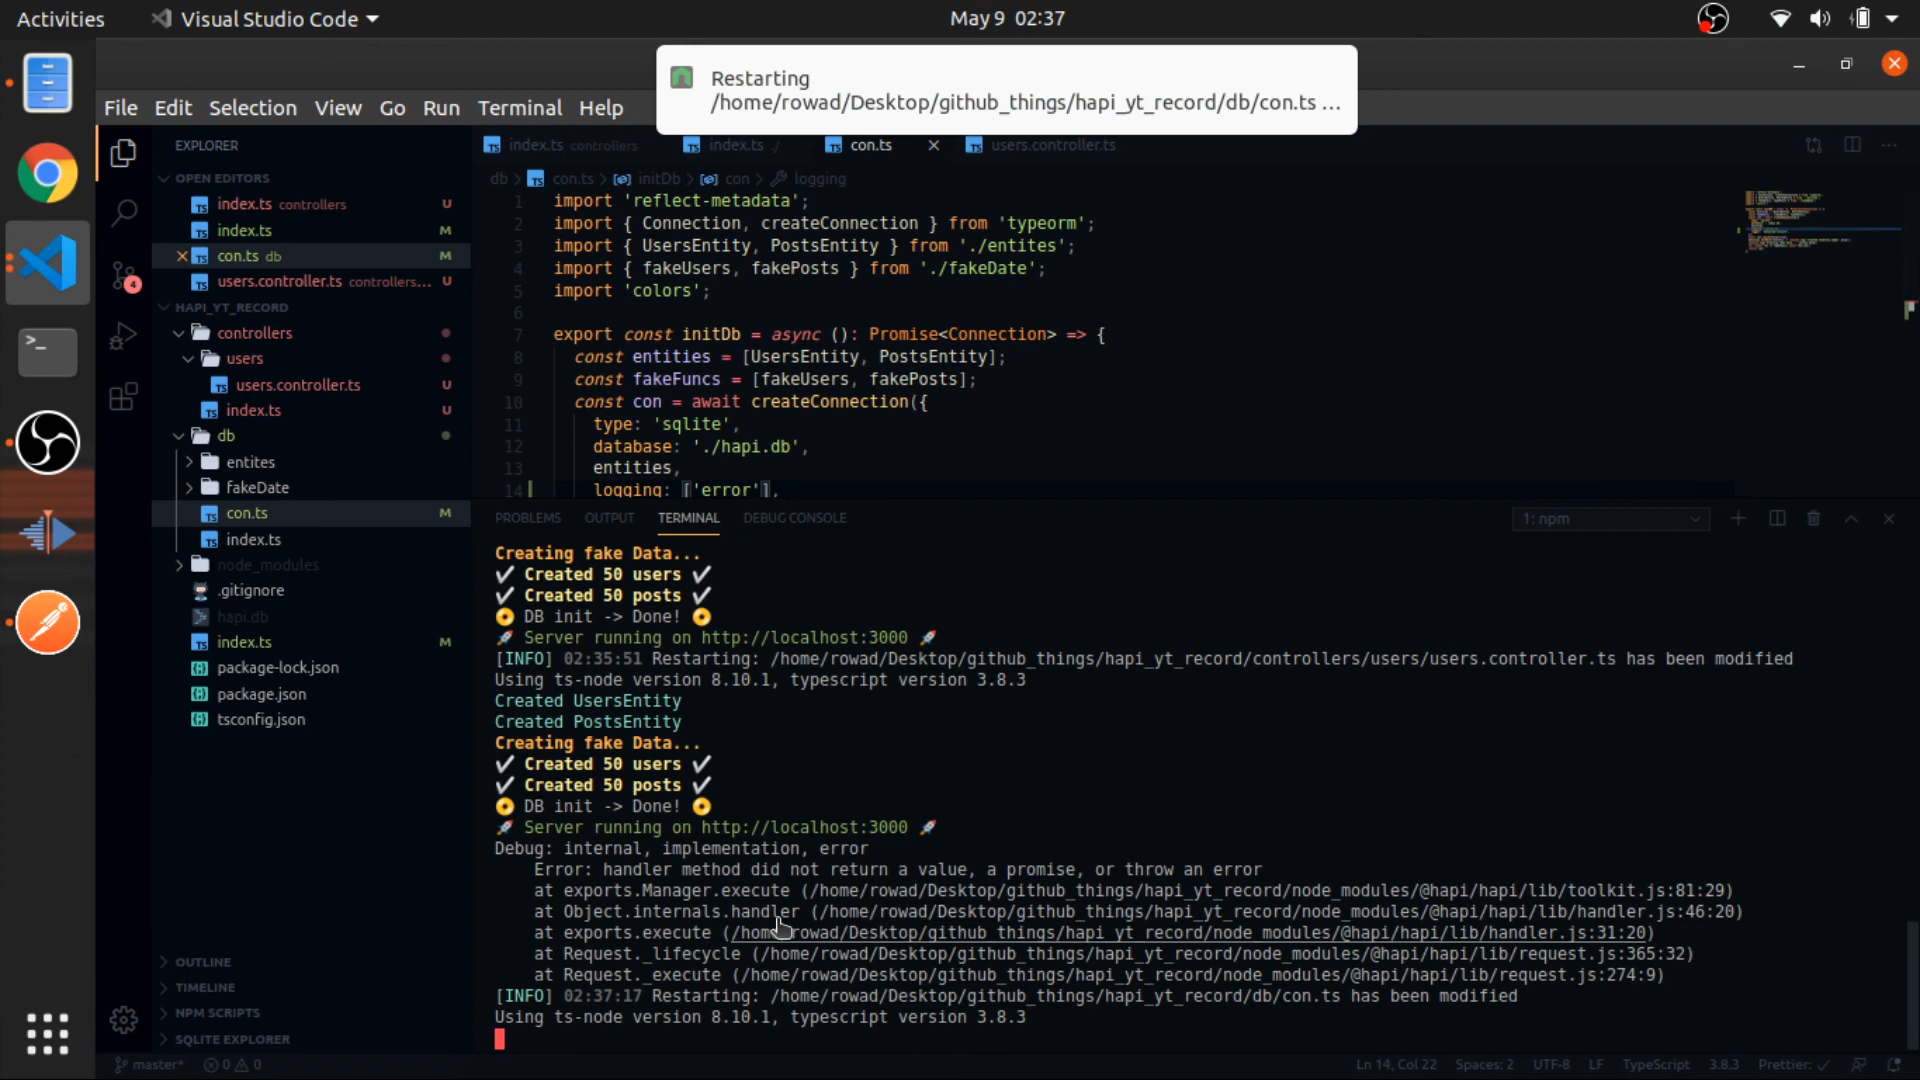 Activities
Visual Studio Code
May 9 02:37
Restarting
/home/rowad/Desktop/github_things/hapi_yt_record/db/con.ts ...
File Edit Selection View Go Run Terminal Help
EXPLORER
OPEN EDITORS
index.ts controllers U
index.ts M
con.ts db M
users.controller.ts controllers... U
HAPI_YT_RECORD
controllers
users
users.controller.ts U
index.ts U
db
entites
fakeDate
con.ts M
index.ts
node_modules
.gitignore
hapi.db
index.ts M
package-lock.json
package.json
tsconfig.json
OUTLINE
TIMELINE
NPM SCRIPTS
SQLITE EXPLORER
4
index.ts controllers
index.ts ./
con.ts
users.controller.ts
db > con.ts > initDb > con > logging
1 import 'reflect-metadata';
2 import { Connection, createConnection } from 'typeorm';
3 import { UsersEntity, PostsEntity } from './entites';
4 import { fakeUsers, fakePosts } from './fakeDate';
5 import 'colors';
6
7 export const initDb = async (): Promise<Connection> => {
8 const entities = [UsersEntity, PostsEntity];
9 const fakeFuncs = [fakeUsers, fakePosts];
10 const con = await createConnection({
11 type: 'sqlite',
12 database: './hapi.db',
13 entities,
14 logging: ['error'],
PROBLEMS OUTPUT TERMINAL DEBUG CONSOLE
1: npm
Creating fake Data...
✔ Created 50 users ✔
✔ Created 50 posts ✔
DB init -> Done!
🚀 Server running on http://localhost:3000 🚀
[INFO] 02:35:51 Restarting: /home/rowad/Desktop/github_things/hapi_yt_record/controllers/users/users.controller.ts has been modified
Using ts-node version 8.10.1, typescript version 3.8.3
Created UsersEntity
Created PostsEntity
Creating fake Data...
✔ Created 50 users ✔
✔ Created 50 posts ✔
DB init -> Done!
🚀 Server running on http://localhost:3000 🚀
Debug: internal, implementation, error
Error: handler method did not return a value, a promise, or throw an error
at exports.Manager.execute (/home/rowad/Desktop/github_things/hapi_yt_record/node_modules/@hapi/hapi/lib/toolkit.js:81:29)
at Object.internals.handler (/home/rowad/Desktop/github_things/hapi_yt_record/node_modules/@hapi/hapi/lib/handler.js:46:20)
at exports.execute (/home/rowad/Desktop/github_things/hapi_yt_record/node_modules/@hapi/hapi/lib/handler.js:31:20)
at Request._lifecycle (/home/rowad/Desktop/github_things/hapi_yt_record/node_modules/@hapi/hapi/lib/request.js:365:32)
at Request._execute (/home/rowad/Desktop/github_things/hapi_yt_record/node_modules/@hapi/hapi/lib/request.js:274:9)
[INFO] 02:37:17 Restarting: /home/rowad/Desktop/github_things/hapi_yt_record/db/con.ts has been modified
Using ts-node version 8.10.1, typescript version 3.8.3
master* 0 0
Ln 14, Col 22 Spaces: 2 UTF-8 LF TypeScript 3.8.3 Prettier: ✓